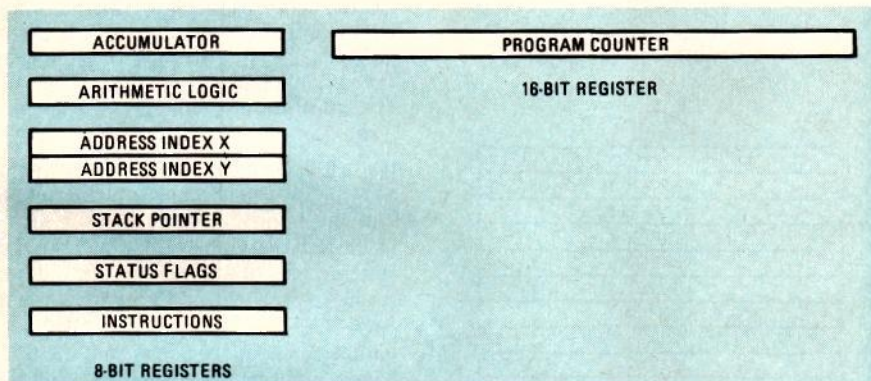 ACCUMULATOR
ARITHMETIC LOGIC
ADDRESS INDEX X
ADDRESS INDEX Y
STACK POINTER
STATUS FLAGS
INSTRUCTIONS
8-BIT REGISTERS
PROGRAM COUNTER
16-BIT REGISTER